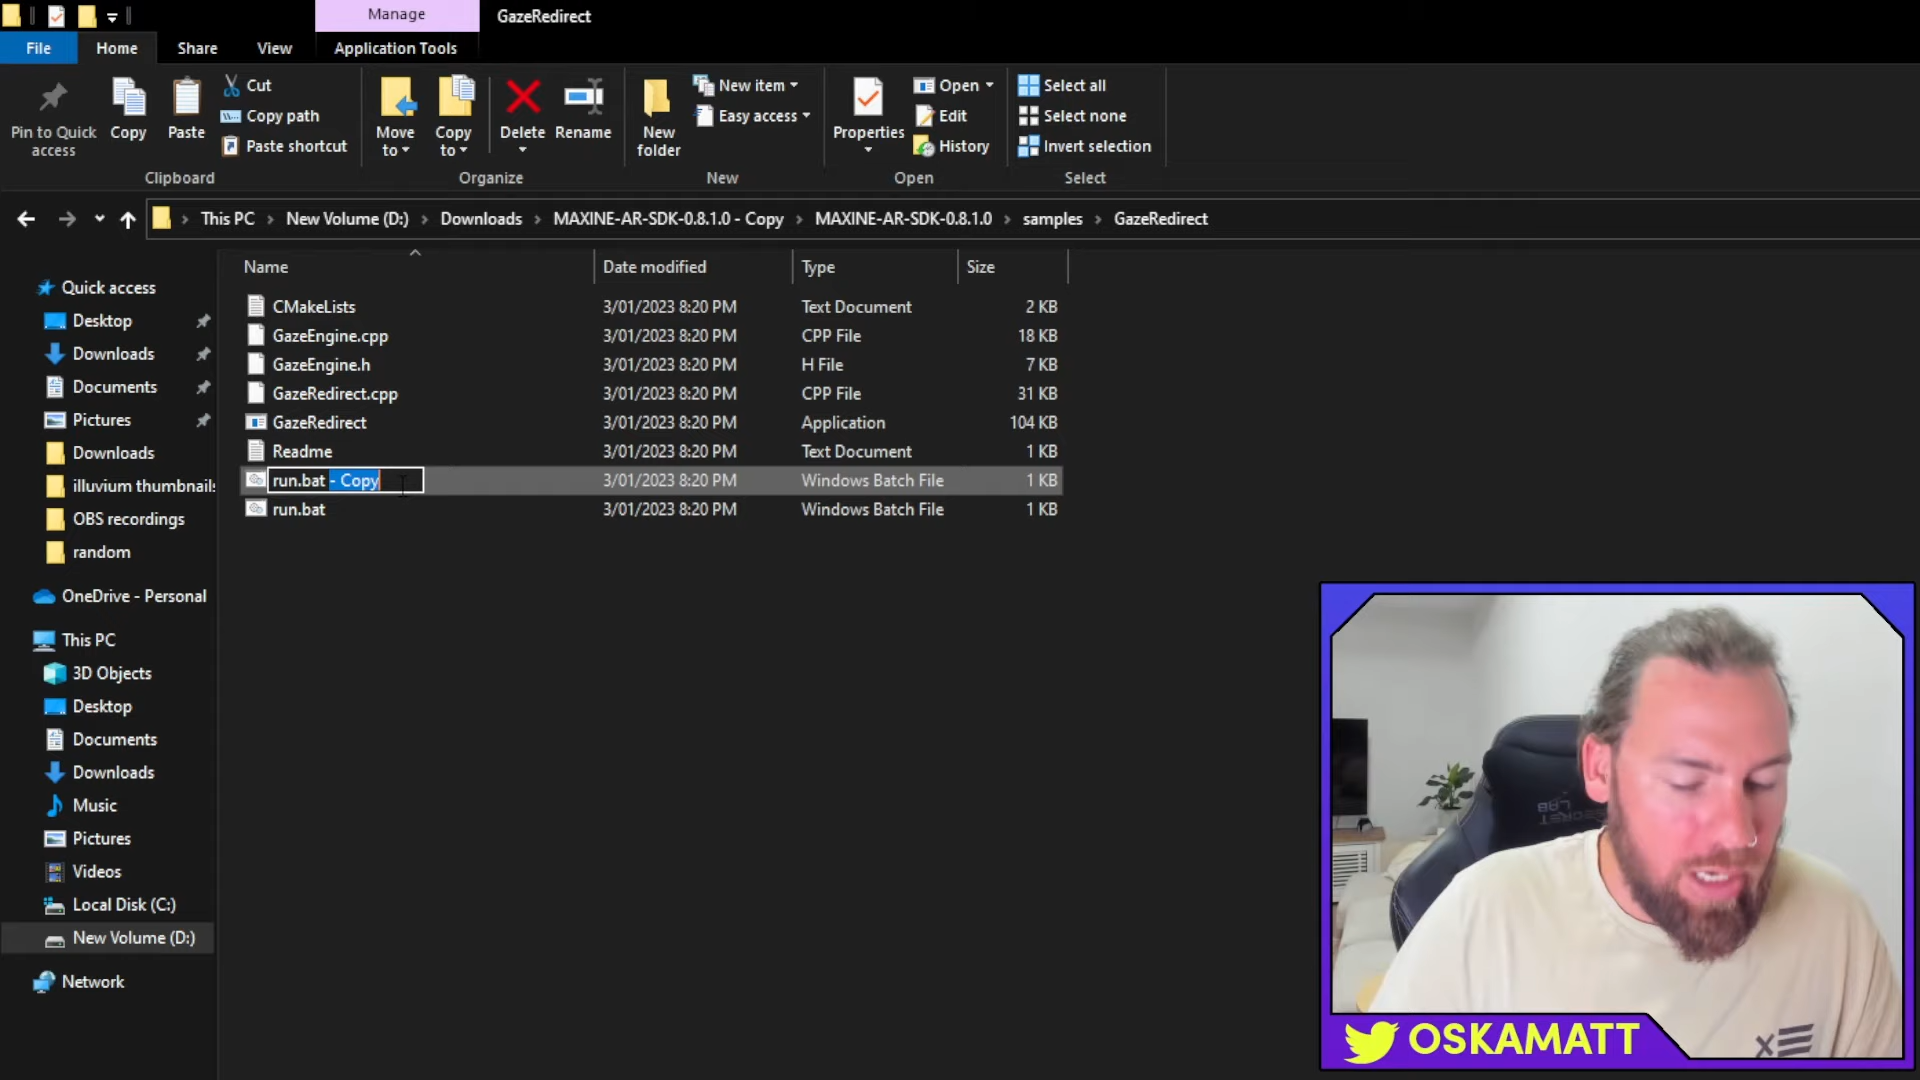 Manage
GazeRedirect
File
Home
Share
View
Application Tools
Pin to Quick access
Copy
Paste
Cut
Copy path
Paste shortcut
Clipboard
Move to
Copy to
Delete
Rename
Organize
New folder
New item
Easy access
New
Properties
Open
Edit
History
Open
Select all
Select none
Invert selection
Select
This PC > New Volume (D:) > Downloads > MAXINE-AR-SDK-0.8.1.0 - Copy > MAXINE-AR-SDK-0.8.1.0 > samples > GazeRedirect
Name Date modified Type Size
CMakeLists 3/01/2023 8:20 PM Text Document 2 KB
GazeEngine.cpp 3/01/2023 8:20 PM CPP File 18 KB
GazeEngine.h 3/01/2023 8:20 PM H File 7 KB
GazeRedirect.cpp 3/01/2023 8:20 PM CPP File 31 KB
GazeRedirect 3/01/2023 8:20 PM Application 104 KB
Readme 3/01/2023 8:20 PM Text Document 1 KB
run.bat - Copy 3/01/2023 8:20 PM Windows Batch File 1 KB
run.bat 3/01/2023 8:20 PM Windows Batch File 1 KB
Quick access
Desktop
Downloads
Documents
Pictures
Downloads
illuvium thumbnails
OBS recordings
random
OneDrive - Personal
This PC
3D Objects
Desktop
Documents
Downloads
Music
Pictures
Videos
Local Disk (C:)
New Volume (D:)
Network
OSKAMATT